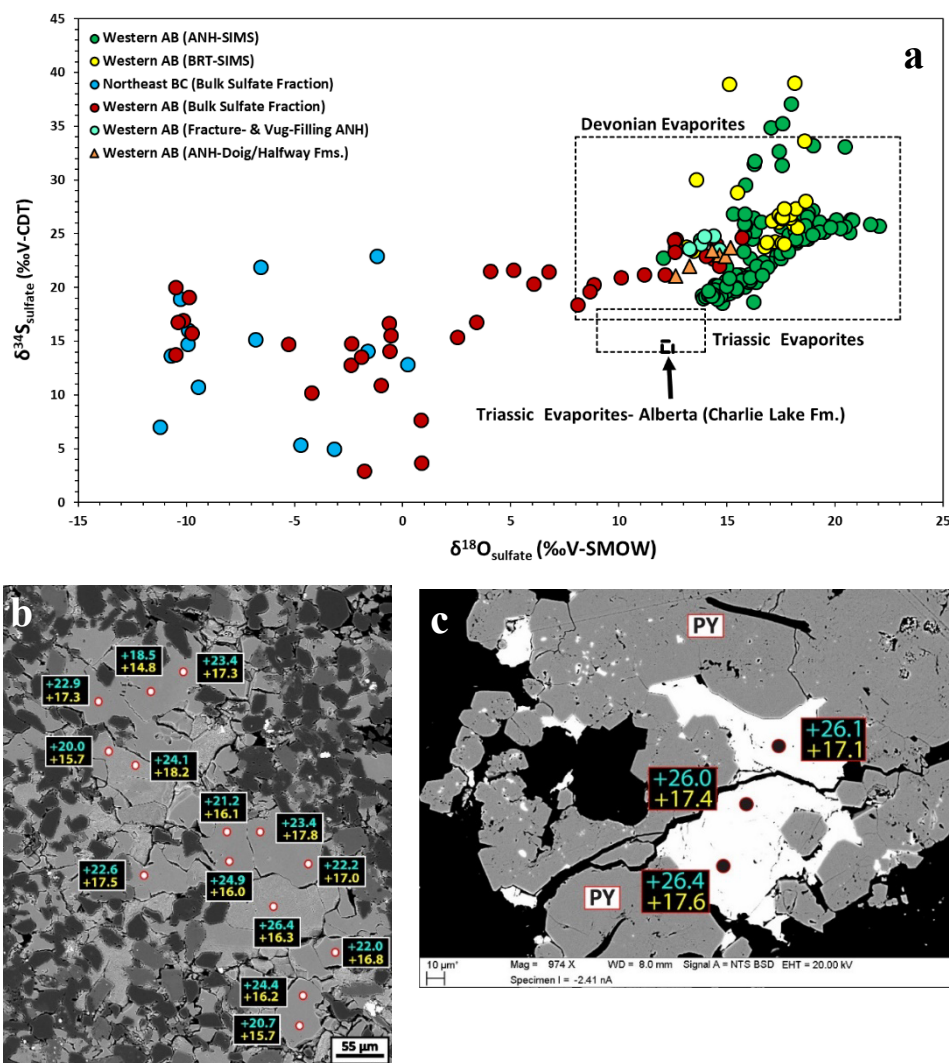 a
Western AB (ANH-SIMS)
Western AB (BRT-SIMS)
Northeast BC (Bulk Sulfate Fraction)
Western AB (Bulk Sulfate Fraction)
Western AB (Fracture- & Vug-Filling ANH)
Western AB (ANH-Doig/Halfway Fms.)
Devonian Evaporites
Triassic Evaporites
Triassic Evaporites- Alberta (Charlie Lake Fm.)
δ34Ssulfate (‰V-CDT)
45
40
35
30
25
20
15
10
5
0
-15
-10
-5
0
5
10
15
20
25
δ18Osulfate (‰V-SMOW)
b
+18.5
+14.8
+23.4
+17.3
+22.9
+17.3
+20.0
+15.7
+24.1
+18.2
+21.2
+16.1
+23.4
+17.8
+22.6
+17.5
+22.2
+17.0
+24.9
+16.0
+26.4
+16.3
+22.0
+16.8
+24.4
+16.2
+20.7
+15.7
55 µm
c
PY
+26.1
+17.1
+26.0
+17.4
+26.4
+17.6
PY
10 µm*
Mag = 974 X
WD = 8.0 mm
Signal A = NTS BSD
EHT = 20.00 kV
Specimen I = -2.41 nA